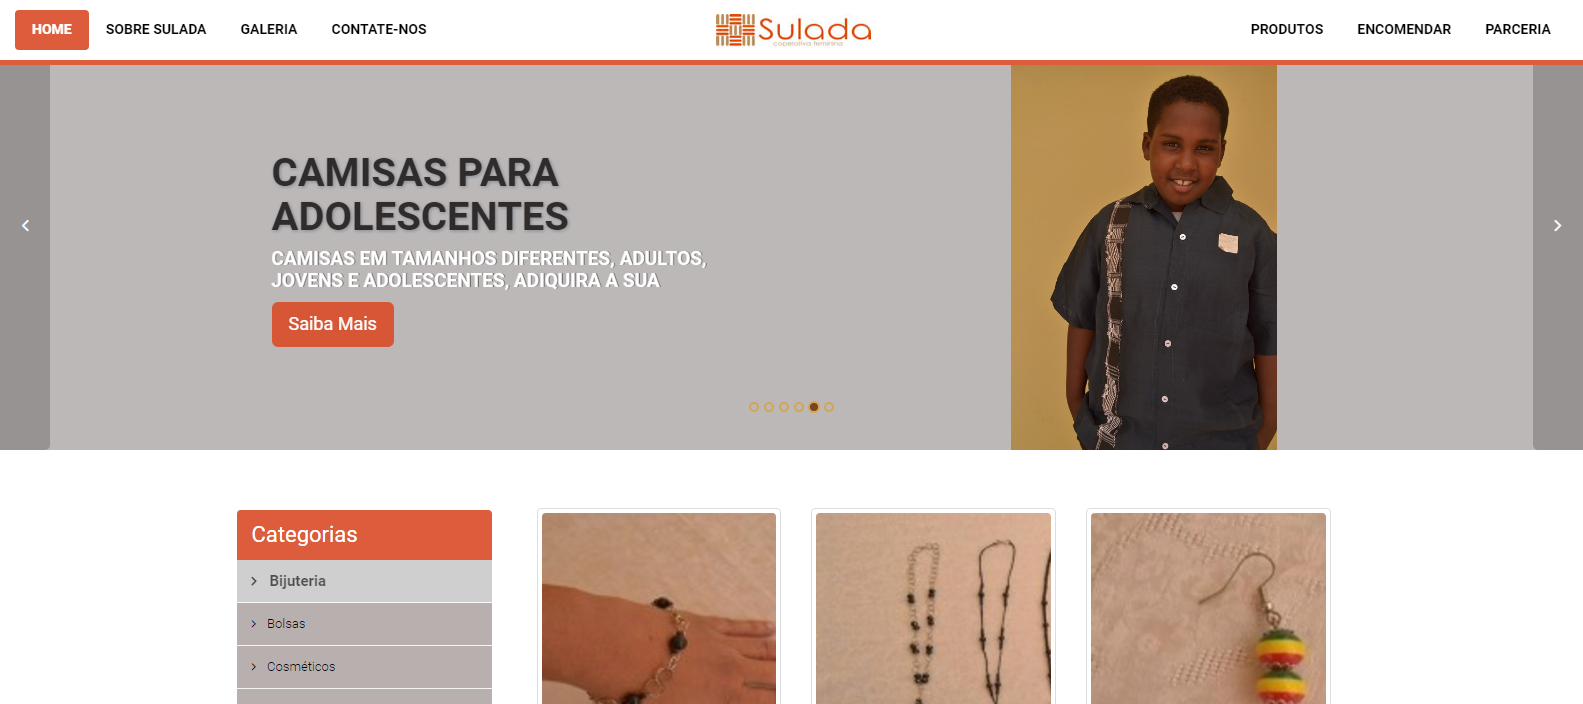 HOME
SOBRE SULADA
GALERIA
CONTATE-NOS
Sulada
cooperativa feminina
PRODUTOS
ENCOMENDAR
PARCERIA
CAMISAS PARA
ADOLESCENTES
CAMISAS EM TAMANHOS DIFERENTES, ADULTOS,
JOVENS E ADOLESCENTES, ADIQUIRA A SUA
Saiba Mais
Categorias
Bijuteria
Bolsas
Cosméticos